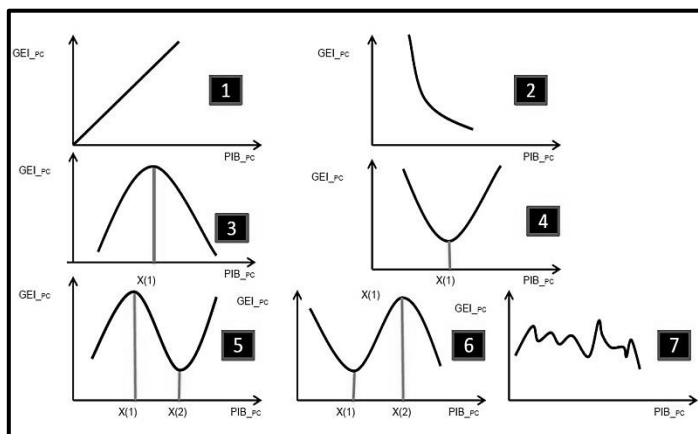 GEI_PC
1
PIB_PC
GEI_PC
2
PIB_PC
GEI_PC
3
X(1)
GEI_PC
4
X(1)
PIB_PC
GEI_PC
5
X(1)
X(2)
PIB_PC
GEI_PC
X(1)
6
X(1)
X(2)
PIB_PC
GEI_PC
7
PIB_PC